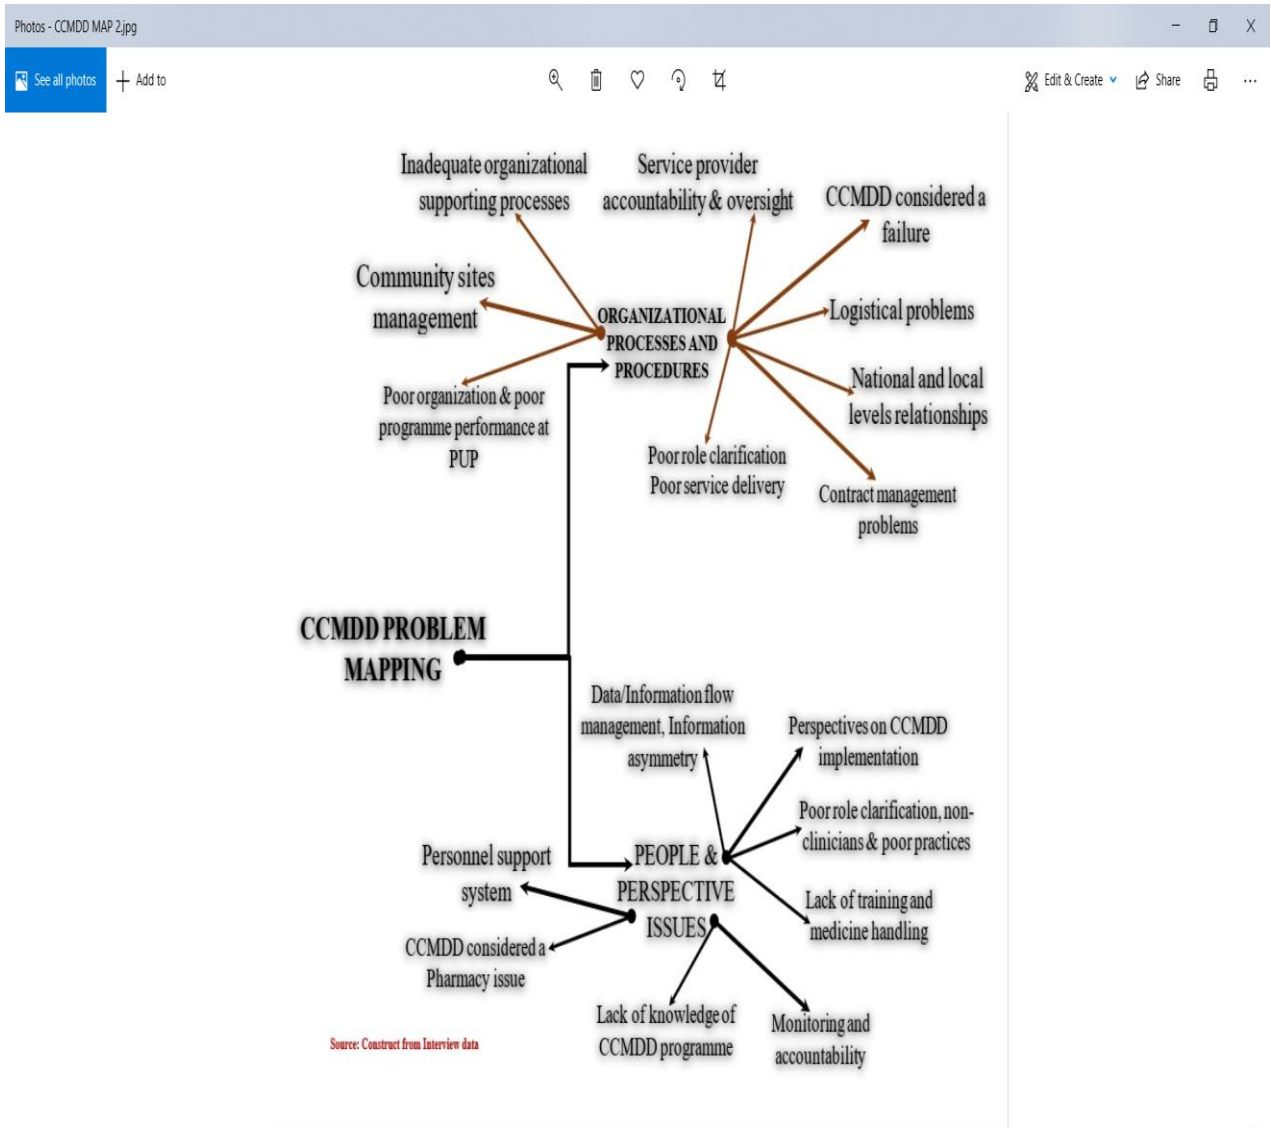 Photos - CCMDD MAP 2.jpg
See all photos
Add to
Edit & Create
Share
Inadequate organizational
supporting processes
Service provider
accountability & oversight
CCMDD considered a
failure
Community sites
management
ORGANIZATIONAL
PROCESSES AND
PROCEDURES
Logistical problems
Poor organization & poor
programme performance at
PUP
National and local
levels relationships
Poor role clarification
Poor service delivery
Contract management
problems
CCMDD PROBLEM
MAPPING
Data/Information flow
management, Information
asymmetry
Perspectives on CCMDD
implementation
Poor role clarification, non-
clinicians & poor practices
Personnel support
system
PEOPLE &
PERSPECTIVE
ISSUES
Lack of training and
medicine handling
CCMDD considered a
Pharmacy issue
Lack of knowledge of
CCMDD programme
Monitoring and
accountability
Source: Construct from Interview data